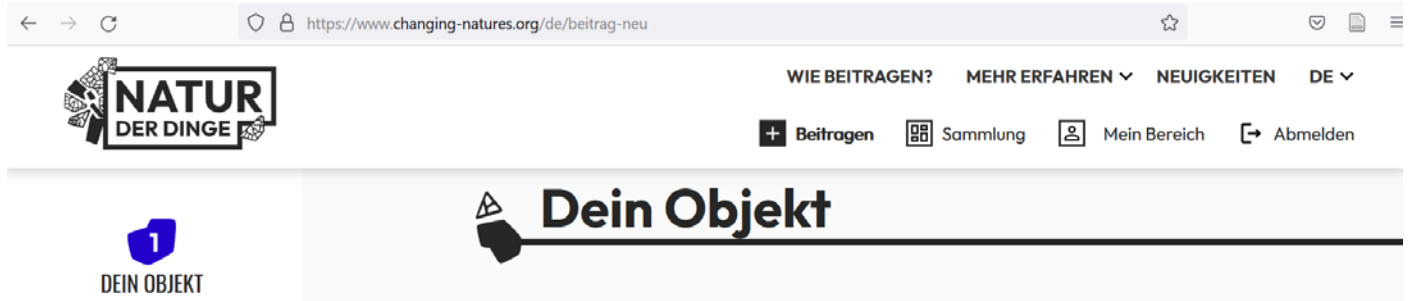 https://www.changing-natures.org/de/beitrag-neu
NATUR
DER DINGE
WIE BEITRAGEN? MEHR ERFAHREN NEUIGKEITEN DE
Beitragen Sammlung Mein Bereich Abmelden
1
DEIN OBJEKT
Dein Objekt